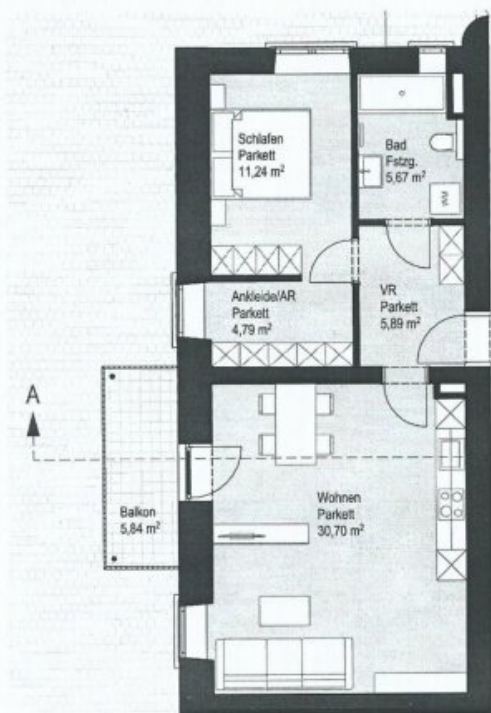 Schlafen
Parkett
11,24 m²
Bad
Fstzg.
5,67 m²
WM
Ankleide/AR
Parkett
4,79 m²
VR
Parkett
5,89 m²
A
Balkon
5,84 m²
Wohnen
Parkett
30,70 m²